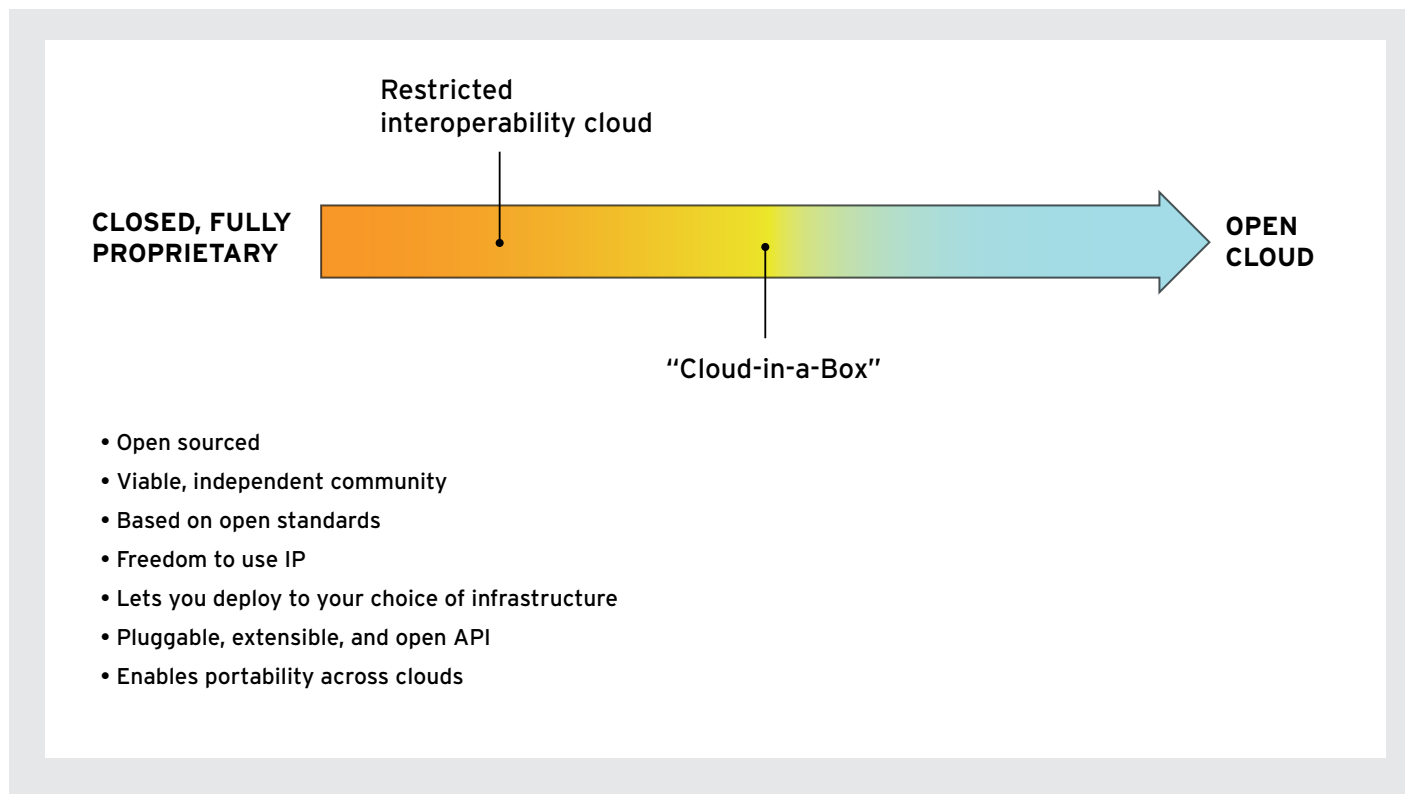 Restricted
interoperability cloud
CLOSED, FULLY
PROPRIETARY
OPEN
CLOUD
“Cloud-in-a-Box”
• Open sourced
• Viable, independent community
• Based on open standards
• Freedom to use IP
• Lets you deploy to your choice of infrastructure
• Pluggable, extensible, and open API
• Enables portability across clouds